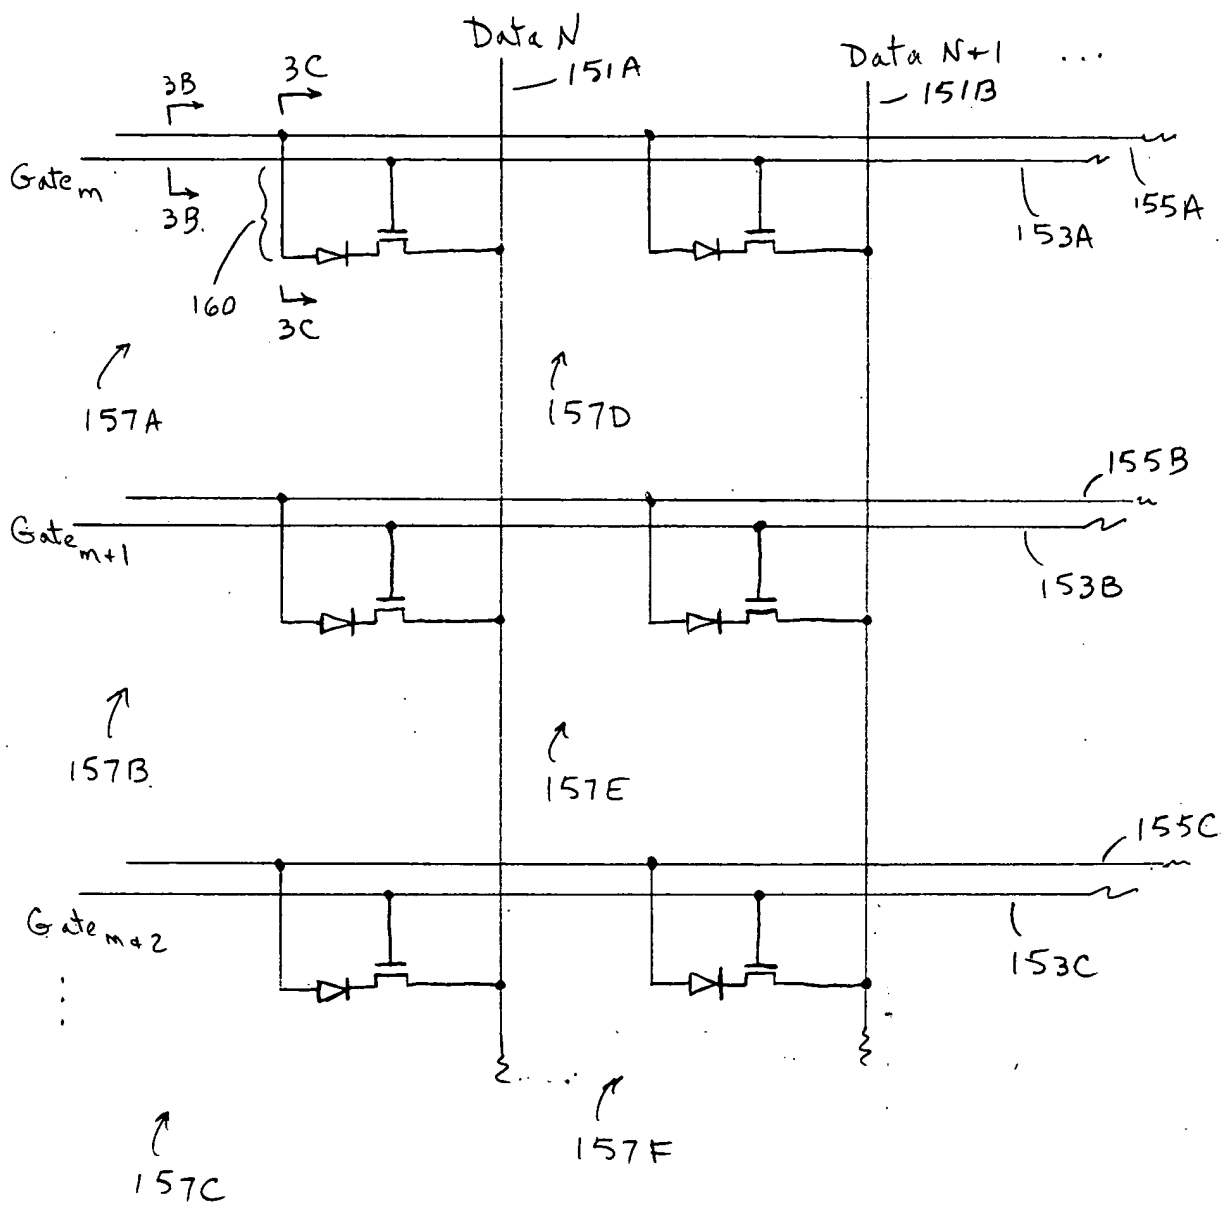 Data N
Data N+1 ...
151A
151B
3B
3C
Gate m
3B
155A
153A
160
3C
157A
157D
155B
Gate m+1
153B
157B
157E
155C
Gate m+2
153C
157F
157C